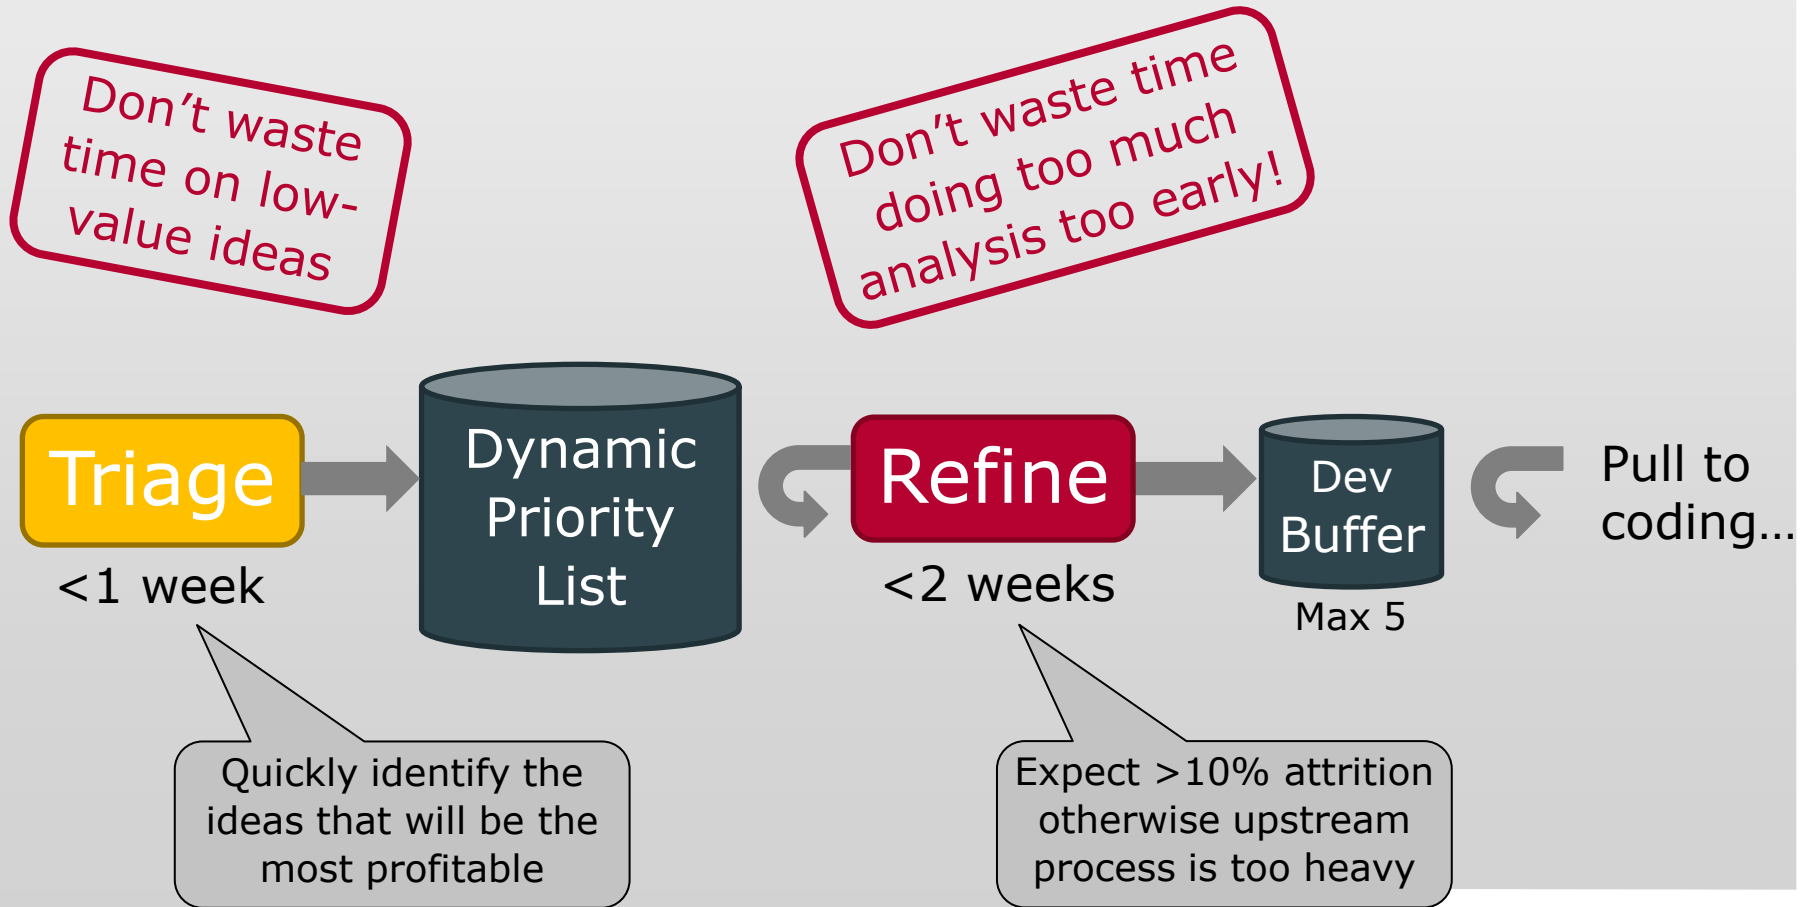 Don't waste
time on low-
value ideas
Don't waste time
doing too much
analysis too early!
Triage
<1 week
Dynamic
Priority
List
Refine
<2 weeks
Dev
Buffer
Max 5
Pull to
coding...
Quickly identify the
ideas that will be the
most profitable
Expect >10% attrition
otherwise upstream
process is too heavy